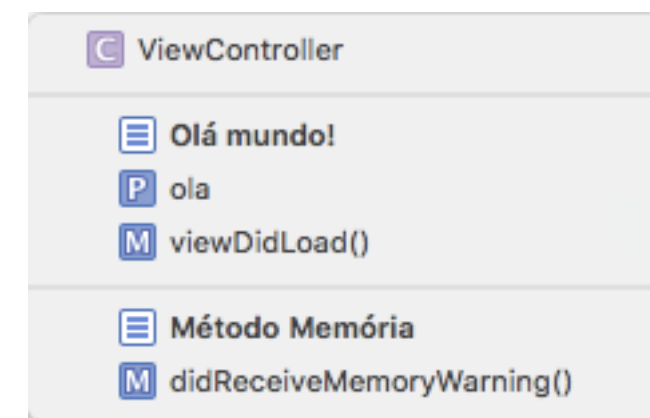 C ViewController
Olá mundo!
P ola
M viewDidLoad()
Método Memória
M didReceiveMemoryWarning()